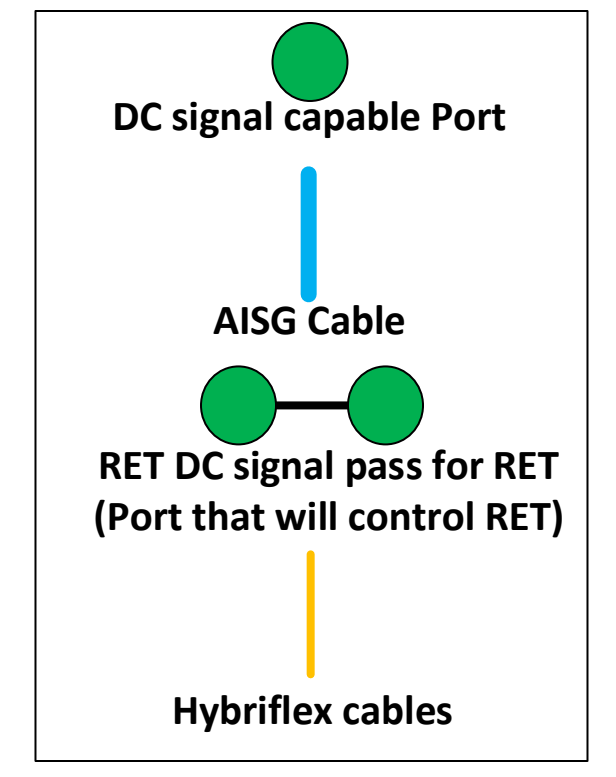 DC signal capable Port
AISG Cable
RET DC signal pass for RET
(Port that will control RET)
Hybriflex cables